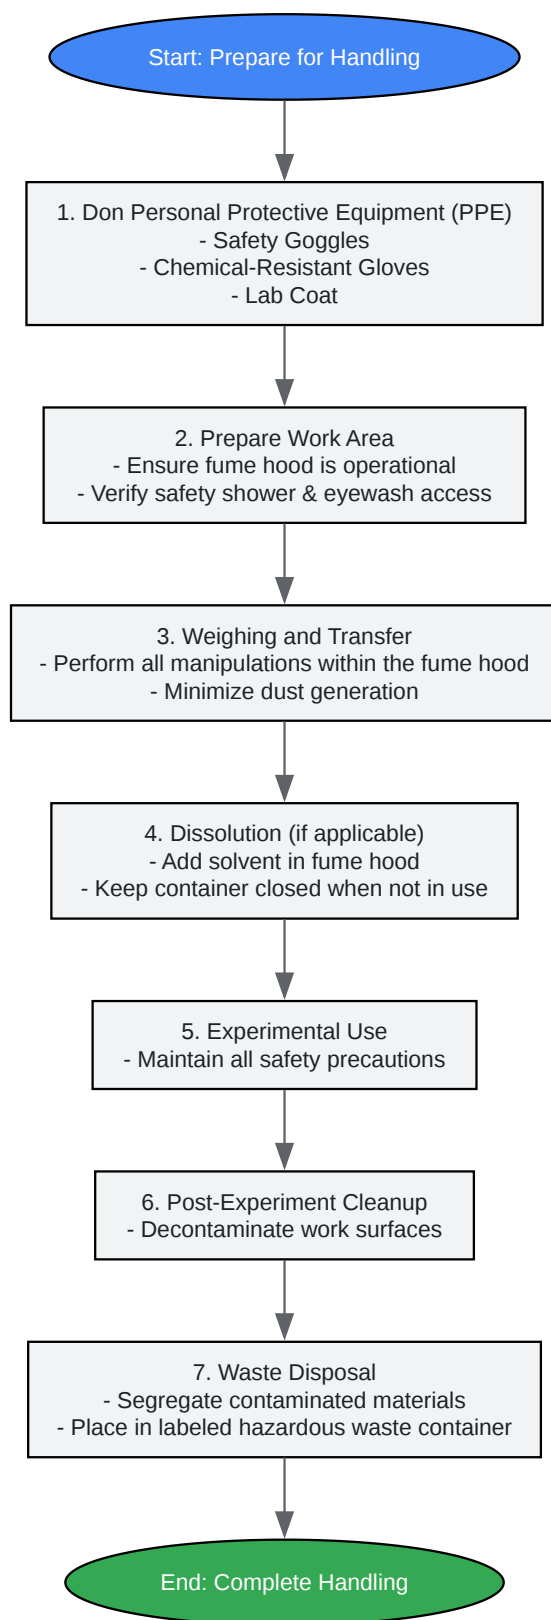 Start: Prepare for Handling
1. Don Personal Protective Equipment (PPE)
- Safety Goggles
- Chemical-Resistant Gloves
- Lab Coat
2. Prepare Work Area
- Ensure fume hood is operational
- Verify safety shower & eyewash access
3. Weighing and Transfer
- Perform all manipulations within the fume hood
- Minimize dust generation
4. Dissolution (if applicable)
- Add solvent in fume hood
- Keep container closed when not in use
5. Experimental Use
- Maintain all safety precautions
6. Post-Experiment Cleanup
- Decontaminate work surfaces
7. Waste Disposal
- Segregate contaminated materials
- Place in labeled hazardous waste container
End: Complete Handling